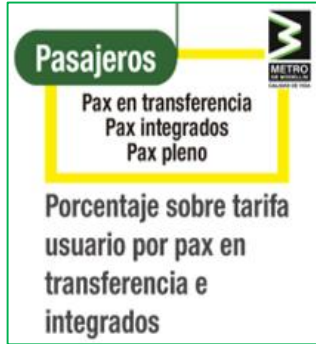 Pasajeros
METRO
DE MEDELLÍN
CALIDAD DE VIDA
Pax en transferencia
Pax integrados
Pax pleno
Porcentaje sobre tarifa
usuario por pax en
transferencia e
integrados